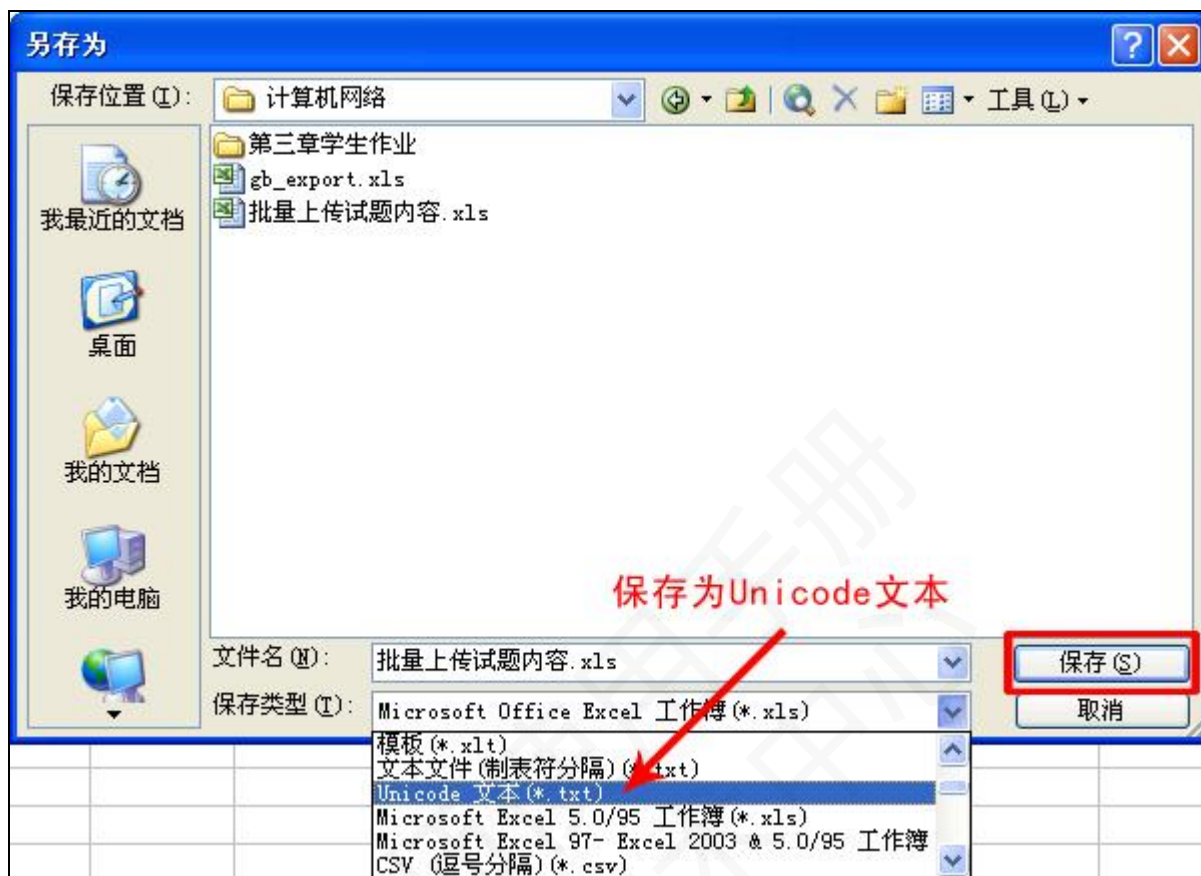 另存为
保存位置(I):
计算机网络
工具(L)
第三章学生作业
gb_export.xls
批量上传试题内容.xls
我最近的文档
桌面
我的文档
我的电脑
保存为Unicode文本
文件名(N):
批量上传试题内容.xls
保存(S)
保存类型(T):
Microsoft Office Excel 工作簿(*.xls)
取消
模板(*.xlt)
文本文件(制表符分隔)(*.txt)
Unicode 文本(*.txt)
Microsoft Excel 5.0/95 工作簿(*.xls)
Microsoft Excel 97- Excel 2003 & 5.0/95 工作簿
CSV (逗号分隔)(*.csv)